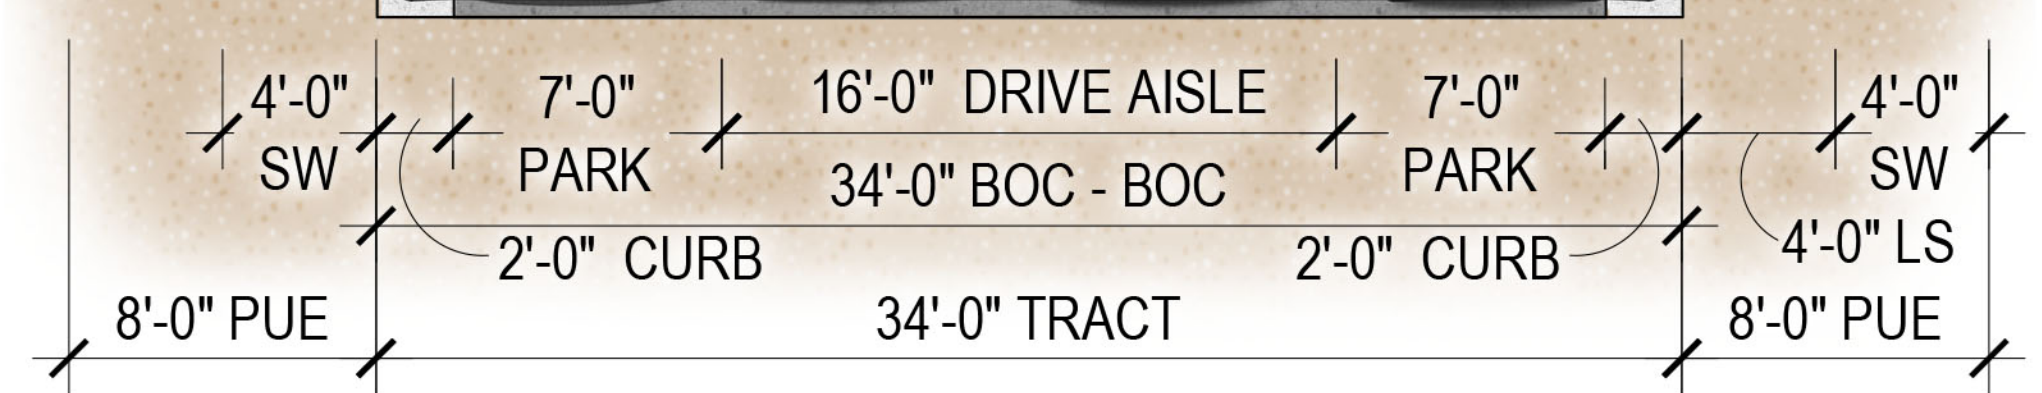 4'-0" SW
7'-0" PARK
16'-0" DRIVE AISLE
7'-0" PARK
4'-0" SW
34'-0" BOC - BOC
2'-0" CURB
2'-0" CURB
4'-0" LS
8'-0" PUE
34'-0" TRACT
8'-0" PUE